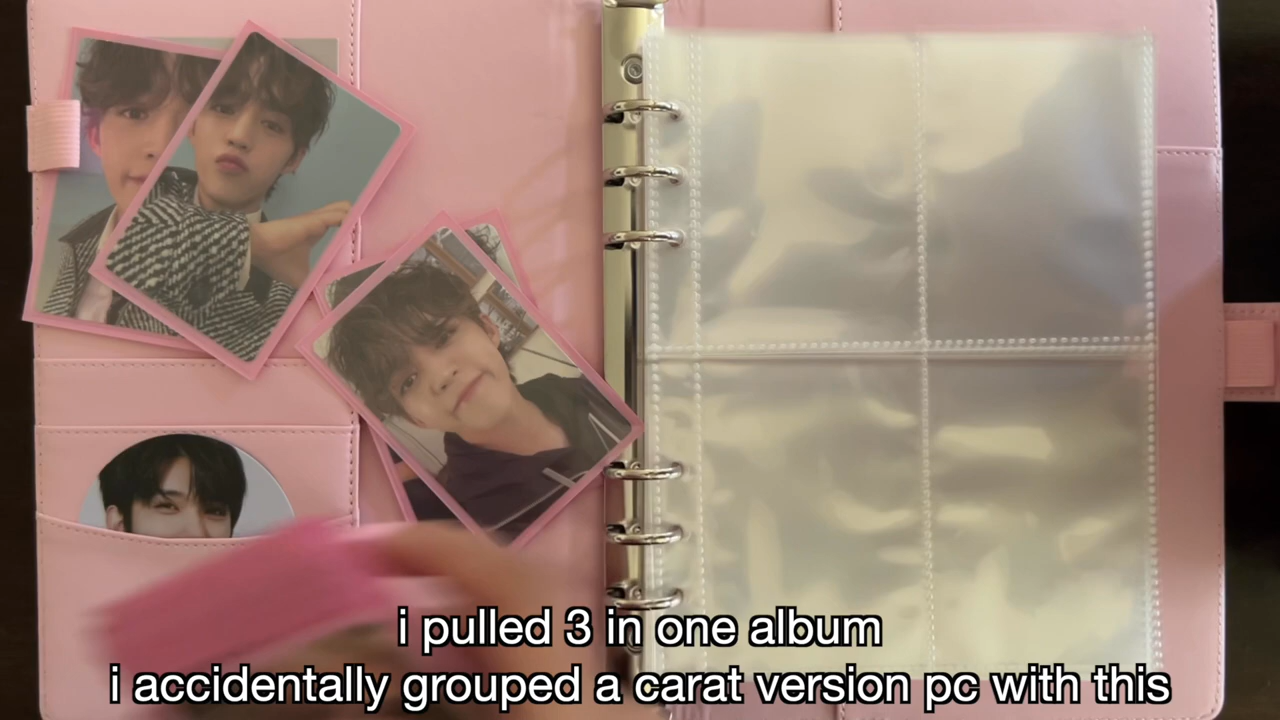 i pulled 3 in one album
i accidentally grouped a carat version pc with this